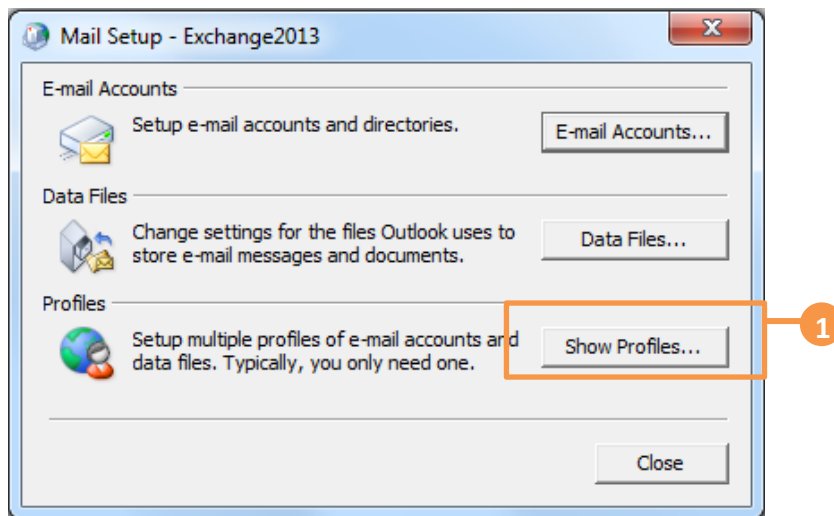 Mail Setup - Exchange2013
E-mail Accounts
Setup e-mail accounts and directories.
E-mail Accounts...
Data Files
Change settings for the files Outlook uses to
store e-mail messages and documents.
Data Files...
Profiles
Setup multiple profiles of e-mail accounts and
data files. Typically, you only need one.
Show Profiles...
1
Close